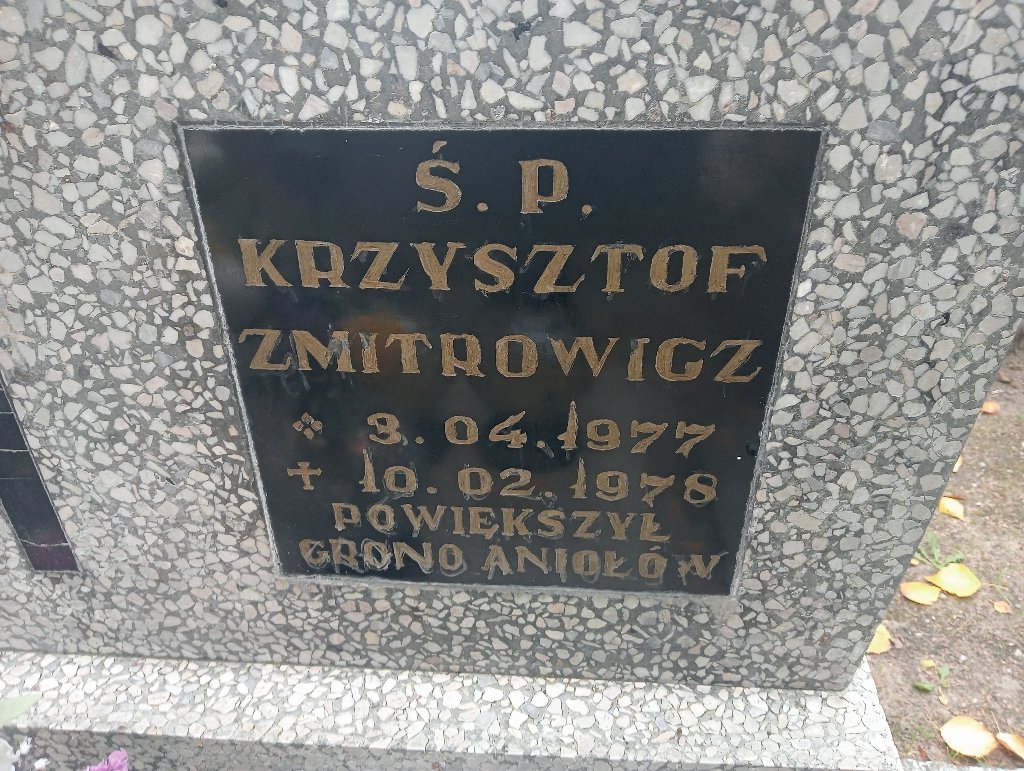 Ś. P.
KRZYSZTOF
ZMITROWICZ
3. 04. 1977
10. 02. 1978
POWIĘKSZYŁ
GRONO ANIOŁÓW